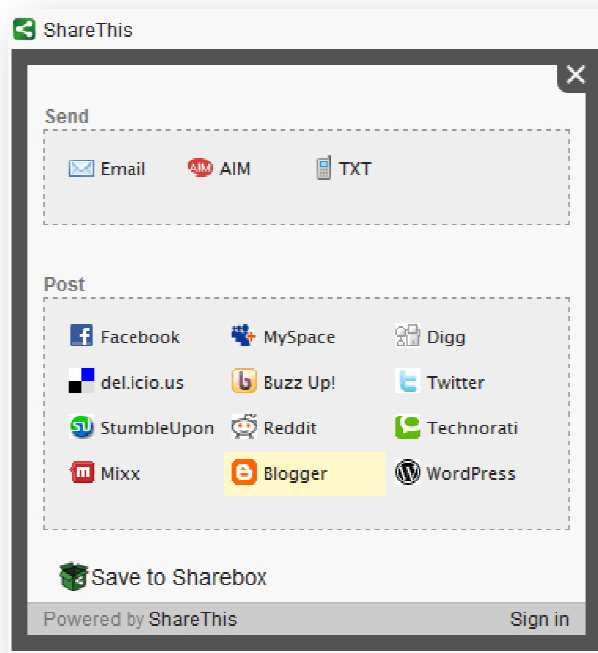 ShareThis
Send
Email AIM AIM TXT
Post
Facebook MySpace Digg
del.icio.us Buzz Up! Twitter
StumbleUpon Reddit Technorati
Mixx Blogger WordPress
Save to Sharebox
Powered by ShareThis Sign in